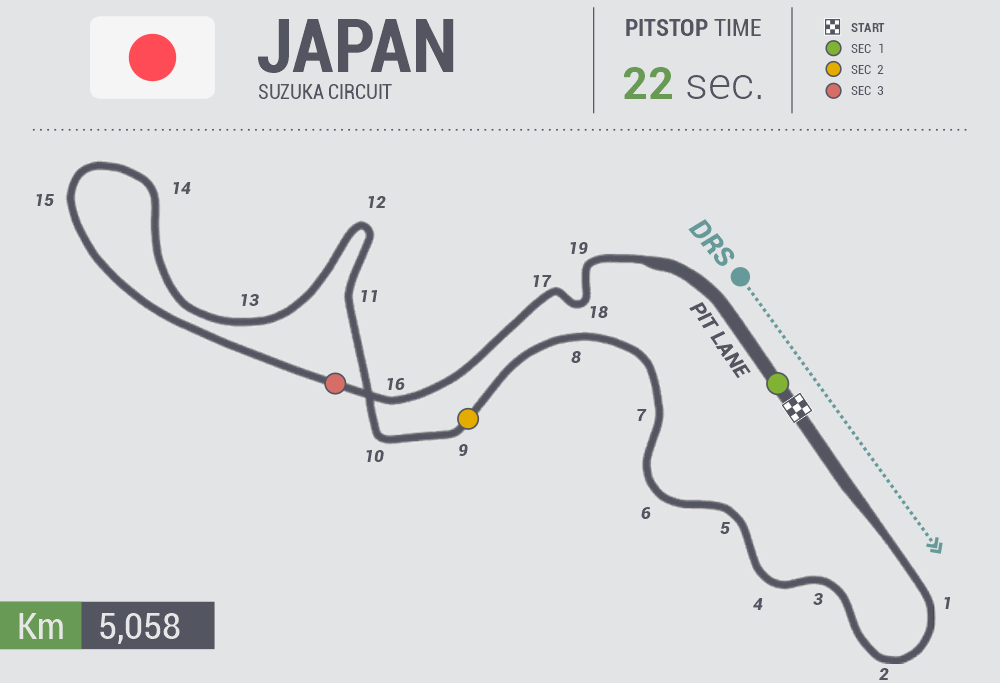 JAPAN
SUZUKA CIRCUIT
PITSTOP TIME
22 sec.
START
SEC 1
SEC 2
SEC 3
15
14
12
13
11
16
10
9
17
19
18
8
7
6
5
4
3
2
1
DRS
PIT LANE
Km 5,058